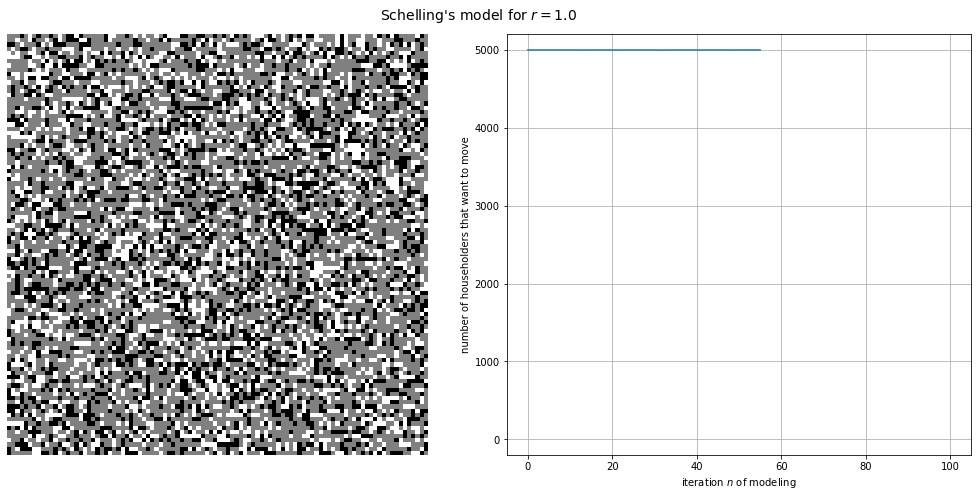 Schelling's model for r = 1.0
number of householders that want to move
5000
4000
3000
2000
1000
0
0 20 40 60 80 100
iteration n of modeling